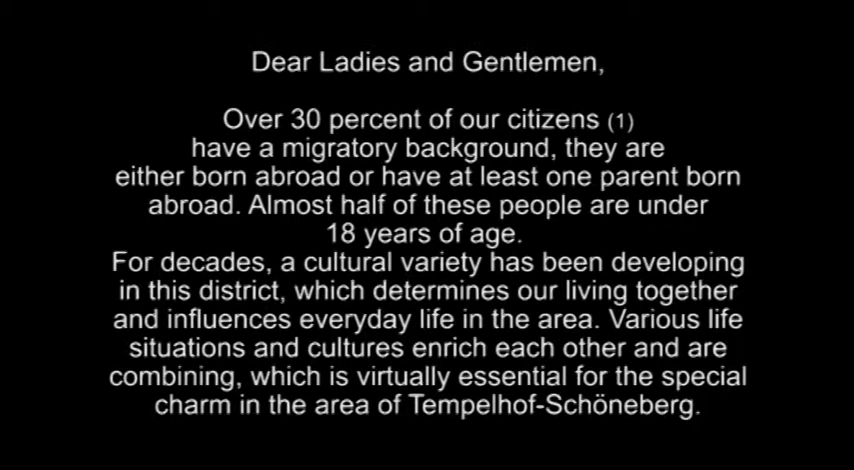 Dear Ladies and Gentlemen,
Over 30 percent of our citizens (1)
have a migratory background, they are
either born abroad or have at least one parent born
abroad. Almost half of these people are under
18 years of age.
For decades, a cultural variety has been developing
in this district, which determines our living together
and influences everyday life in the area. Various life
situations and cultures enrich each other and are
combining, which is virtually essential for the special
charm in the area of Tempelhof-Schöneberg.